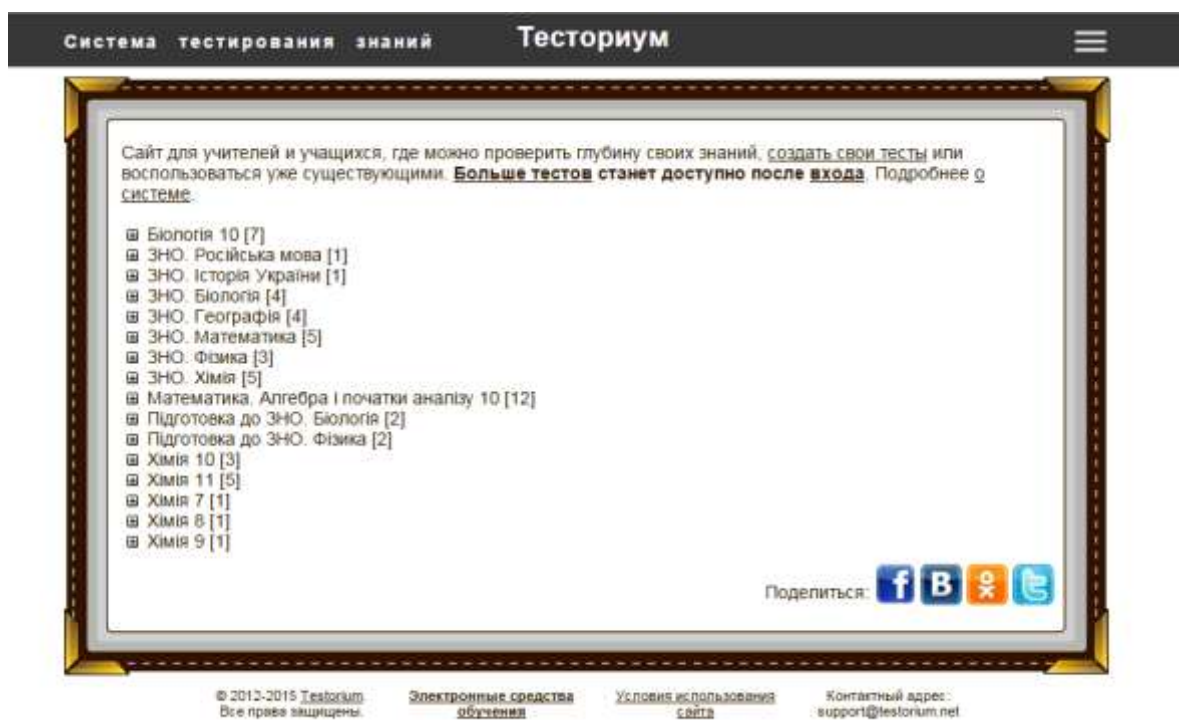 Система тестирования знаний Тесториум
Сайт для учителей и учащихся, где можно проверить глубину своих знаний, создать свои тесты или
воспользоваться уже существующими. Больше тестов станет доступно после входа. Подробнее о
системе.
Біологія 10 [7]
ЗНО. Російська мова [1]
ЗНО. Історія України [1]
ЗНО. Біологія [4]
ЗНО. Географія [4]
ЗНО. Математика [5]
ЗНО. Фізика [3]
ЗНО. Хімія [5]
Математика. Алгебра і початки аналізу 10 [12]
Підготовка до ЗНО. Біологія [2]
Підготовка до ЗНО. Фізика [2]
Хімія 10 [3]
Хімія 11 [5]
Хімія 7 [1]
Хімія 8 [1]
Хімія 9 [1]
Поделиться:
© 2012-2015 Testorium.
Все права защищены.
Электронные средства
обучения
Условия использования
сайта
Контактный адрес:
support@testorium.net